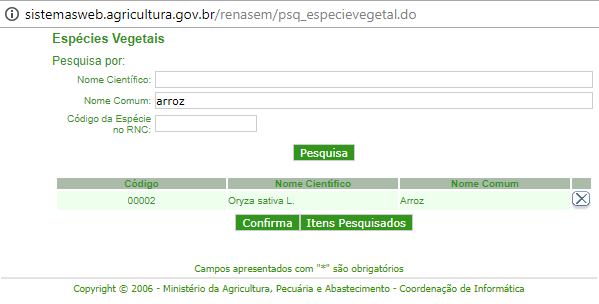 sistemasweb.agricultura.gov.br/renasem/psq_especievegetal.do
Espécies Vegetais
Pesquisa por:
Nome Científico:
Nome Comum: arroz
Código da Espécie
no RNC:
Pesquisa
Código Nome Científico Nome Comum
00002 Oryza sativa L. Arroz
Confirma Itens Pesquisados
Campos apresentados com "*" são obrigatórios
Copyright © 2006 - Ministério da Agricultura, Pecuária e Abastecimento - Coordenação de Informática